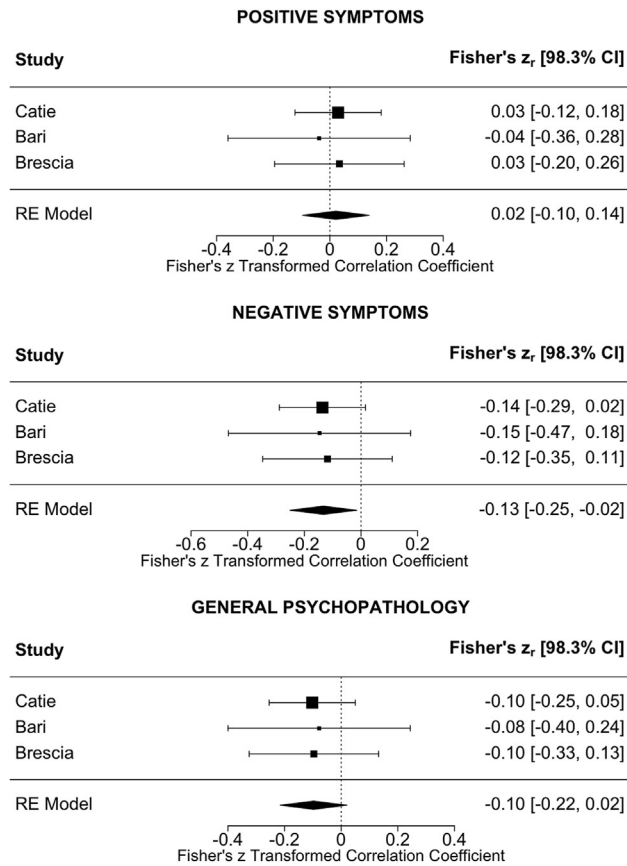 POSITIVE SYMPTOMS
Study Fisher's zr [98.3% CI]
Catie 0.03 [-0.12, 0.18]
Bari -0.04 [-0.36, 0.28]
Brescia 0.03 [-0.20, 0.26]
RE Model 0.02 [-0.10, 0.14]
-0.4 -0.2 0 0.2 0.4
Fisher's z Transformed Correlation Coefficient
NEGATIVE SYMPTOMS
Study Fisher's zr [98.3% CI]
Catie -0.14 [-0.29, 0.02]
Bari -0.15 [-0.47, 0.18]
Brescia -0.12 [-0.35, 0.11]
RE Model -0.13 [-0.25, -0.02]
-0.6 -0.4 -0.2 0 0.2
Fisher's z Transformed Correlation Coefficient
GENERAL PSYCHOPATHOLOGY
Study Fisher's zr [98.3% CI]
Catie -0.10 [-0.25, 0.05]
Bari -0.08 [-0.40, 0.24]
Brescia -0.10 [-0.33, 0.13]
RE Model -0.10 [-0.22, 0.02]
-0.4 -0.2 0 0.2 0.4
Fisher's z Transformed Correlation Coefficient